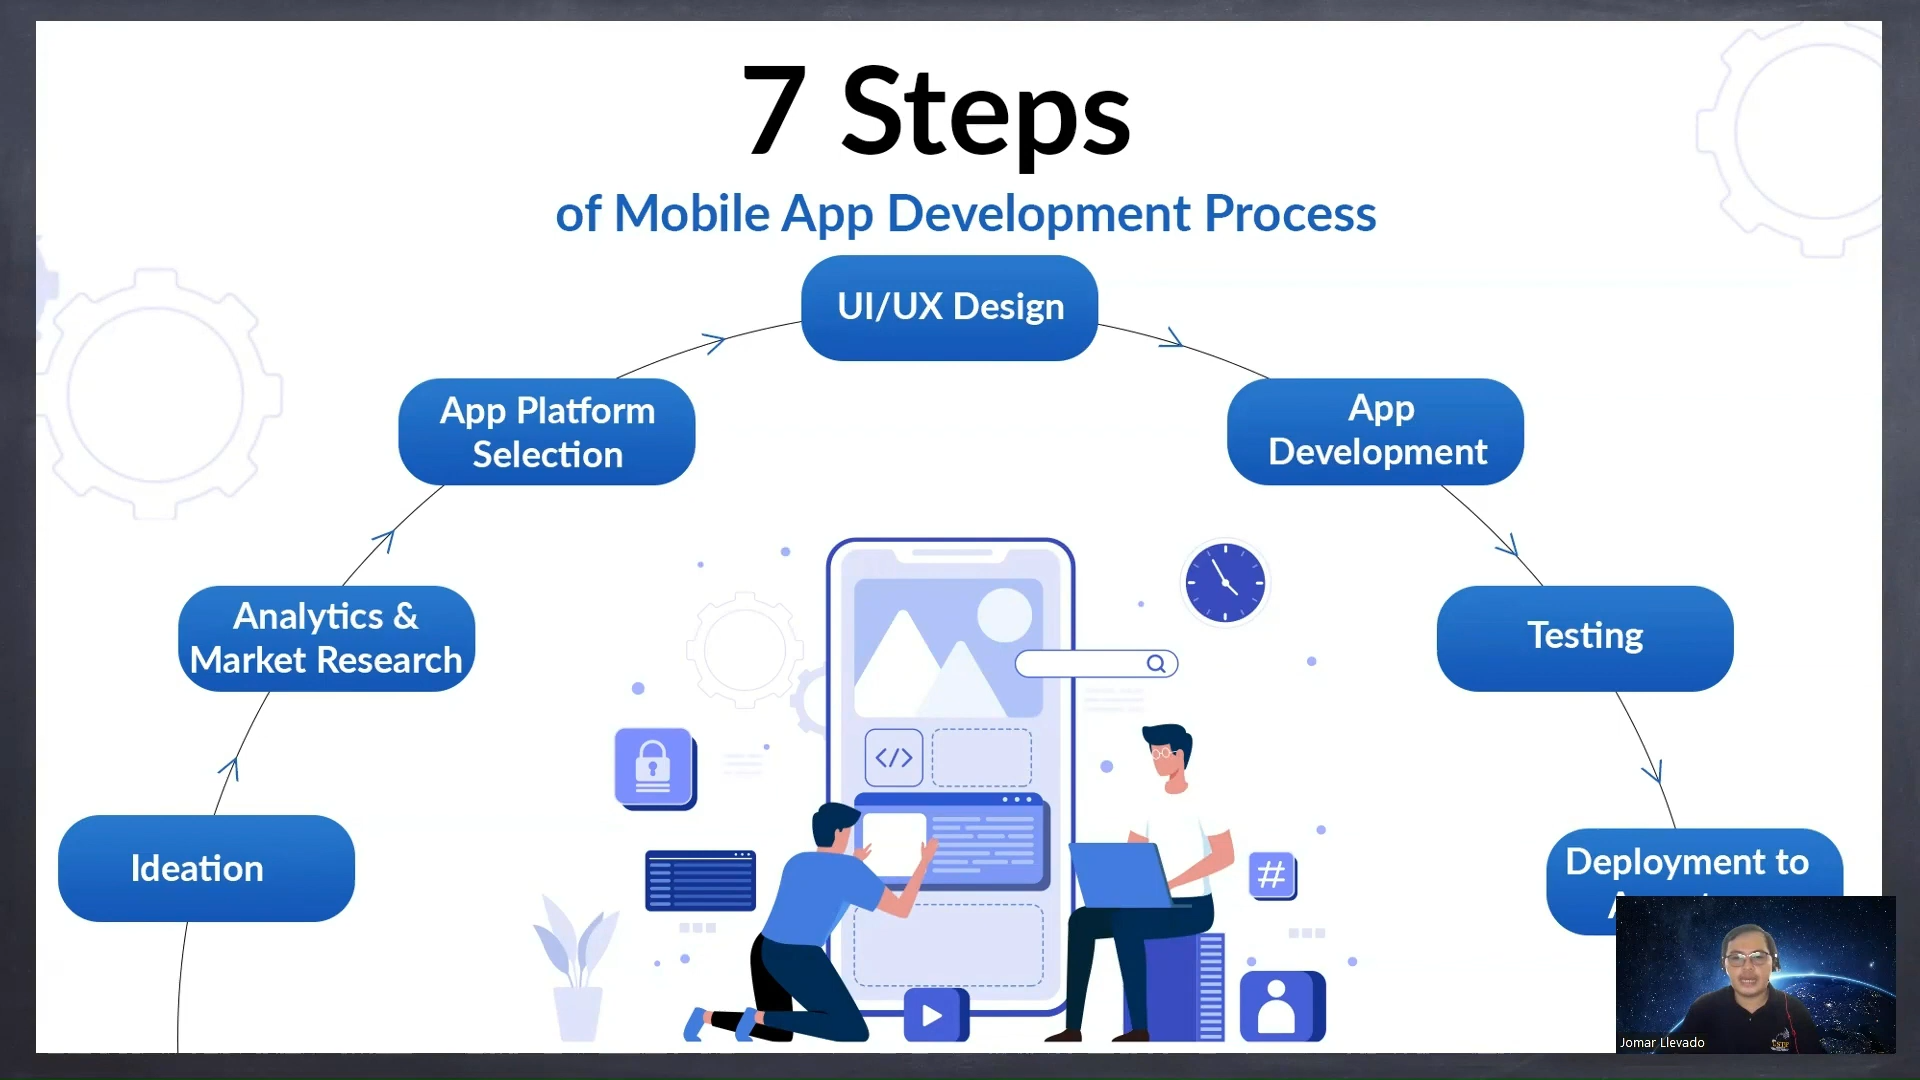 7 Steps
of Mobile App Development Process
UI/UX Design
App Platform
Selection
App
Development
Analytics &
Market Research
Testing
Ideation
Deployment to
</>
#
Jomar Llevado